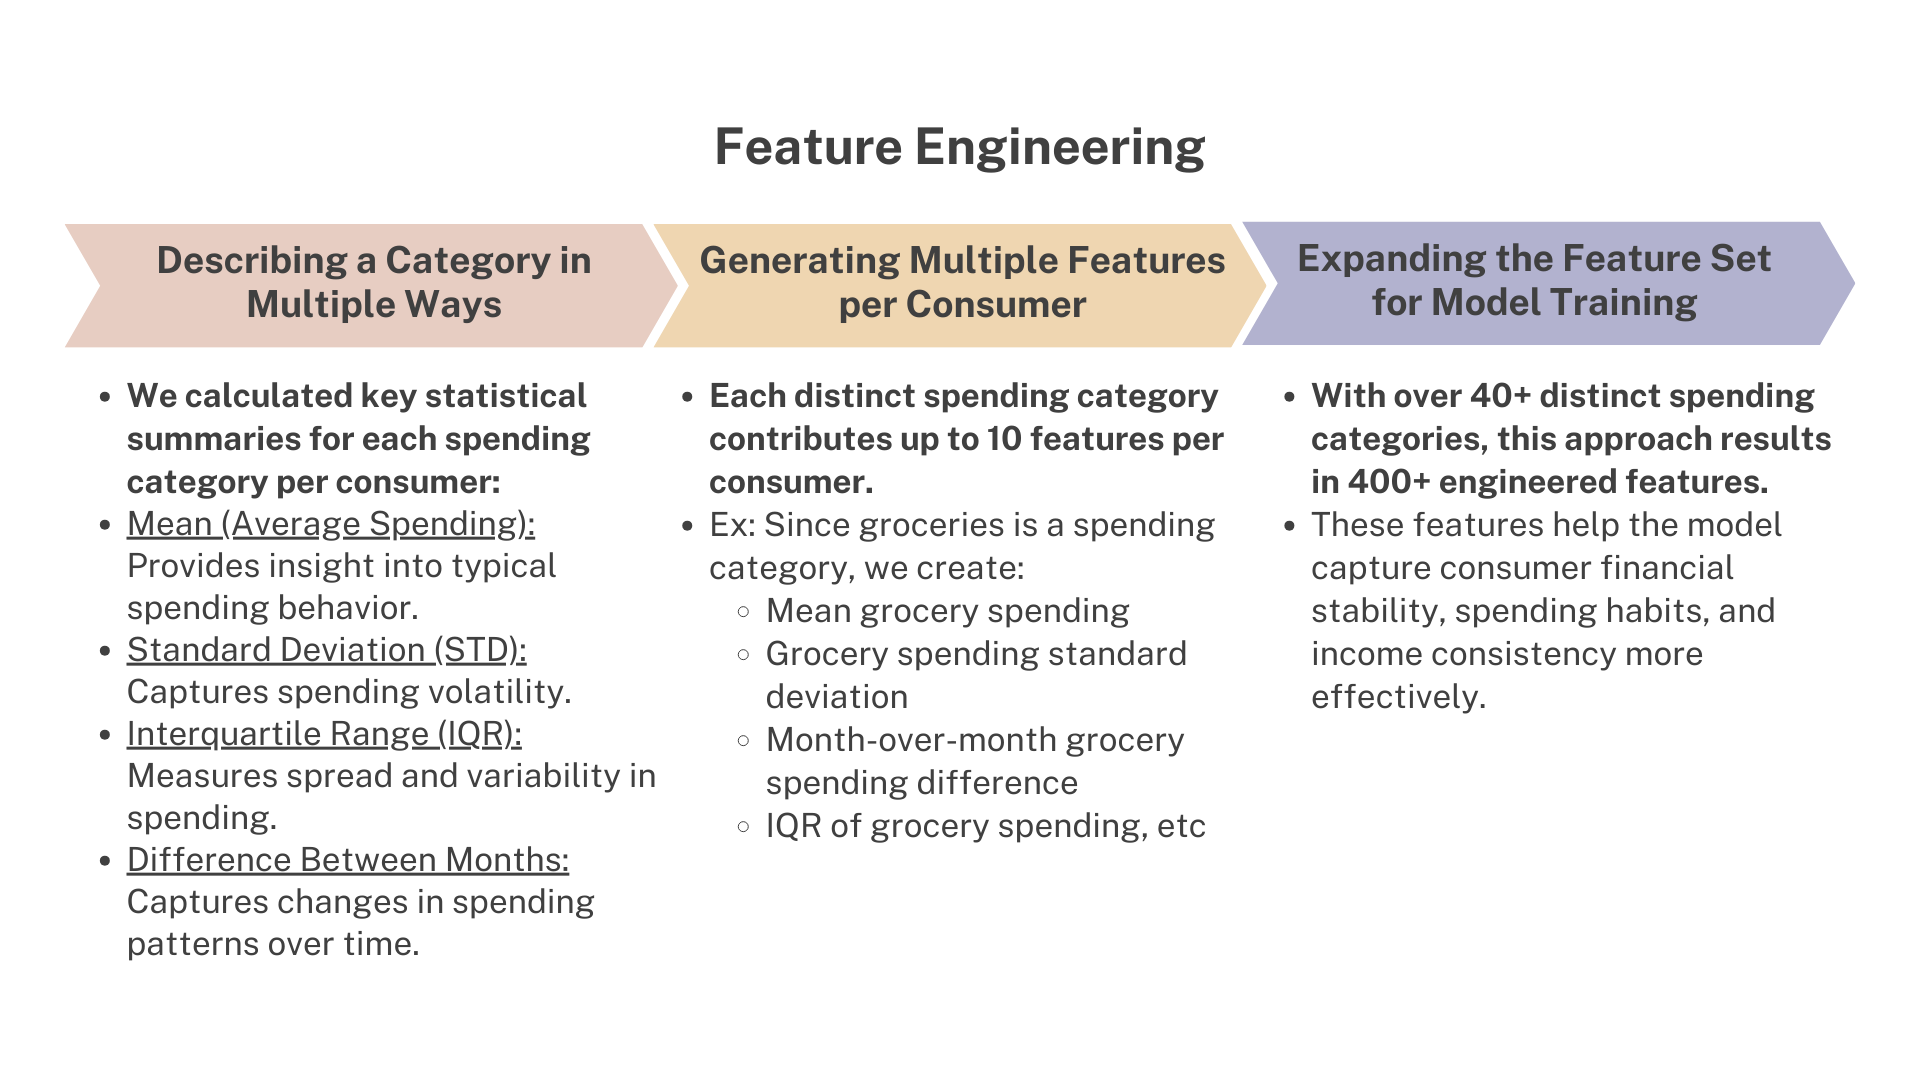 Feature Engineering
Describing a Category in
Multiple Ways
• We calculated key statistical
summaries for each spending
category per consumer:
• Mean (Average Spending):
Provides insight into typical
spending behavior.
• Standard Deviation (STD):
Captures spending volatility.
• Interquartile Range (IQR):
Measures spread and variability in
spending.
• Difference Between Months:
Captures changes in spending
patterns over time.
Generating Multiple Features
per Consumer
• Each distinct spending category
contributes up to 10 features per
consumer.
• Ex: Since groceries is a spending
category, we create:
◦ Mean grocery spending
◦ Grocery spending standard
deviation
◦ Month-over-month grocery
spending difference
◦ IQR of grocery spending, etc
Expanding the Feature Set
for Model Training
• With over 40+ distinct spending
categories, this approach results
in 400+ engineered features.
• These features help the model
capture consumer financial
stability, spending habits, and
income consistency more
effectively.